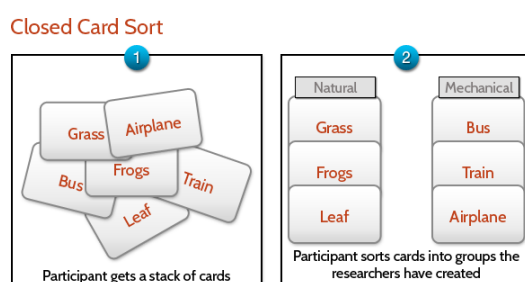 Closed Card Sort
1
Grass
Airplane
Bus
Frogs
Train
Leaf
Participant gets a stack of cards
2
Natural
Grass
Frogs
Leaf
Mechanical
Bus
Train
Airplane
Participant sorts cards into groups the
researchers have created